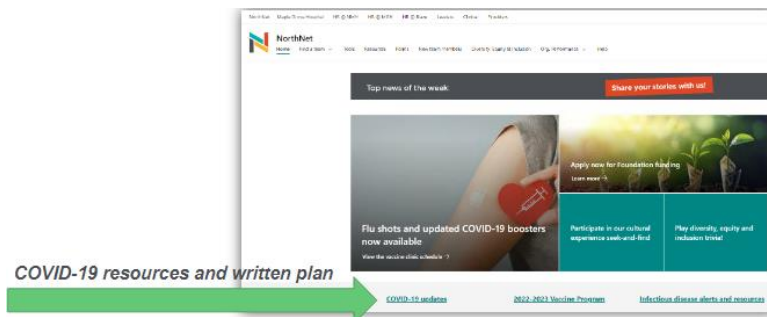 NorthNet
Home
Top news of the week
Share your stories with us!
Apply now for Foundation funding
Learn more
Flu shots and updated COVID-19 boosters
now available
View the vaccine clinic schedule
Participate in our cultural
experience seek-and-find
Play diversity, equity and
inclusion trivia!
COVID-19 resources and written plan
COVID-19 updates
2022-2023 Vaccine Program
Infectious disease alerts and resources